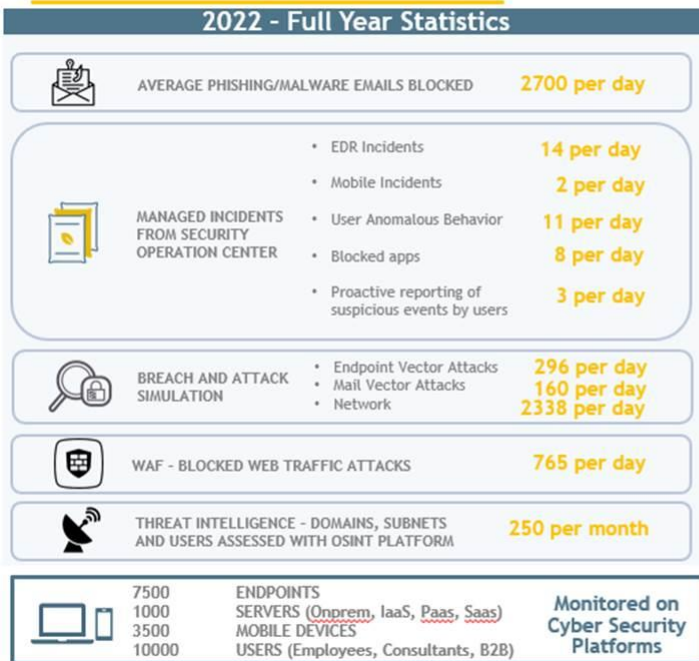 2022 - Full Year Statistics
AVERAGE PHISHING/MALWARE EMAILS BLOCKED 2700 per day
MANAGED INCIDENTS
FROM SECURITY
OPERATION CENTER
• EDR Incidents 14 per day
• Mobile Incidents 2 per day
• User Anomalous Behavior 11 per day
• Blocked apps 8 per day
• Proactive reporting of
suspicious events by users 3 per day
BREACH AND ATTACK
SIMULATION
• Endpoint Vector Attacks 296 per day
• Mail Vector Attacks 160 per day
• Network 2338 per day
WAF - BLOCKED WEB TRAFFIC ATTACKS 765 per day
THREAT INTELLIGENCE - DOMAINS, SUBNETS
AND USERS ASSESSED WITH OSINT PLATFORM 250 per month
7500 ENDPOINTS
1000 SERVERS (Onprem, IaaS, Paas, Saas)
3500 MOBILE DEVICES
10000 USERS (Employees, Consultants, B2B)
Monitored on
Cyber Security
Platforms